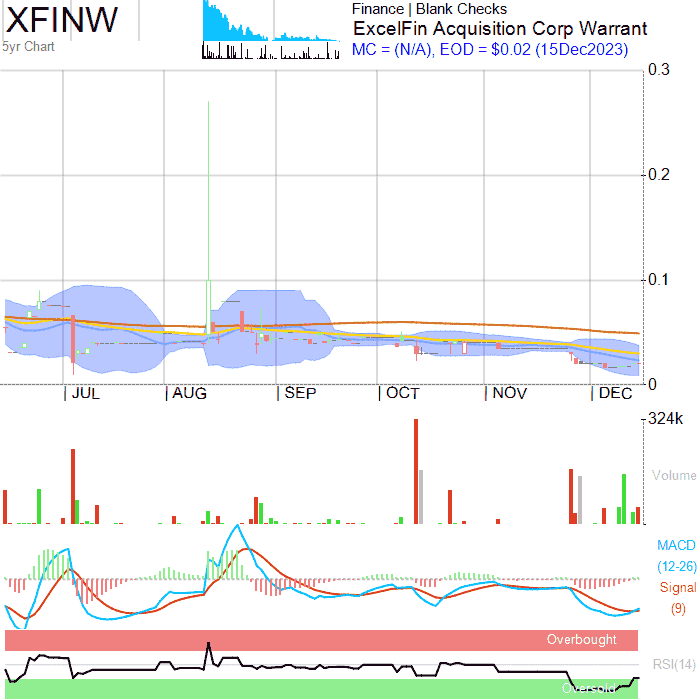 XFINW
5yr Chart
Finance | Blank Checks
ExcelFin Acquisition Corp Warrant
MC = (N/A), EOD = $0.02 (15Dec2023)
0.3
0.2
0.1
0
JUL AUG SEP OCT NOV DEC
324k
Volume
MACD
(12-26)
Signal
(9)
Overbought
RSI(14)
Oversold